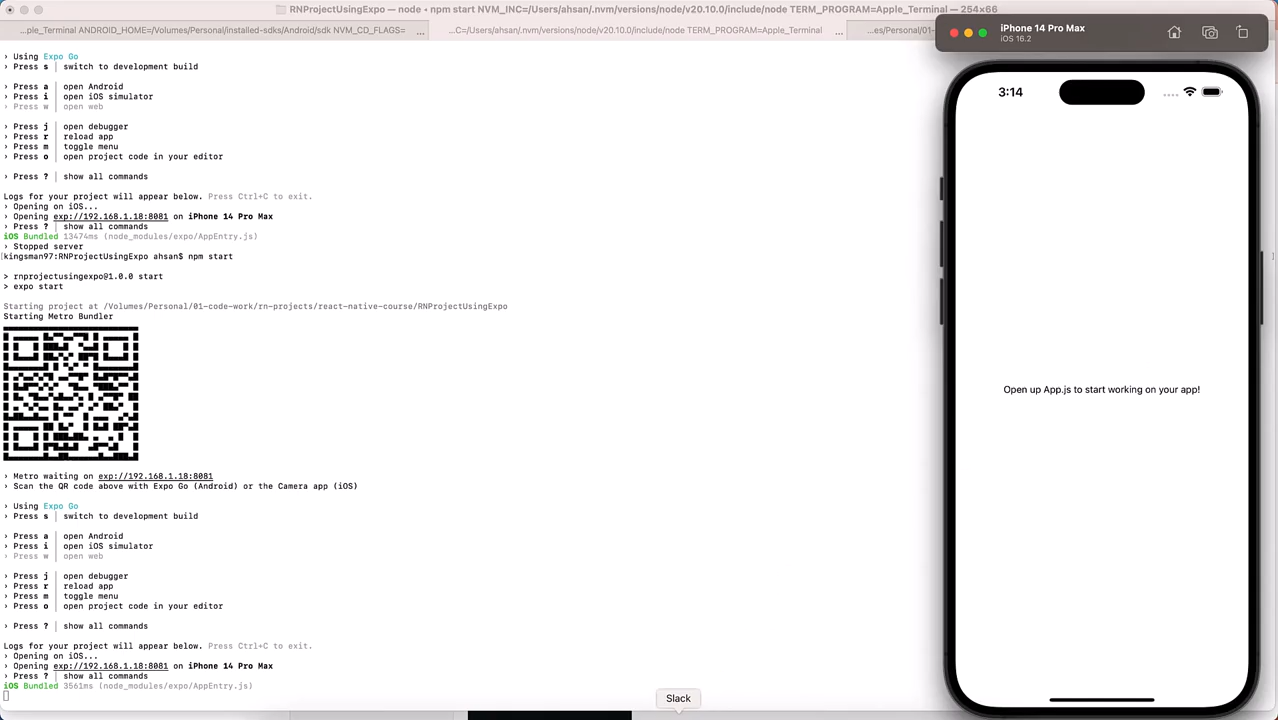 RNProjectUsingExpo — node • npm start NVM_INC=/Users/ahsan/.nvm/versions/node/v20.10.0/include/node TERM_PROGRAM=Apple_Terminal — 254×66
...ple_Terminal ANDROID_HOME=/Volumes/Personal/installed-sdks/Android/sdk NVM_CD_FLAGS= ...
...C=/Users/ahsan/.nvm/versions/node/v20.10.0/include/node TERM_PROGRAM=Apple_Terminal ...
...es/Personal/01-
› Using Expo Go
› Press s │ switch to development build
› Press a │ open Android
› Press i │ open iOS simulator
› Press w │ open web
› Press j │ open debugger
› Press r │ reload app
› Press m │ toggle menu
› Press o │ open project code in your editor
› Press ? │ show all commands
Logs for your project will appear below. Press Ctrl+C to exit.
› Opening on iOS...
› Opening exp://192.168.1.18:8081 on iPhone 14 Pro Max
› Press ? │ show all commands
iOS Bundled 13474ms (node_modules/expo/AppEntry.js)
› Stopped server
[kingsman97:RNProjectUsingExpo ahsan$ npm start
> rnprojectusingexpo@1.0.0 start
> expo start
Starting project at /Volumes/Personal/01-code-work/rn-projects/react-native-course/RNProjectUsingExpo
Starting Metro Bundler
› Metro waiting on exp://192.168.1.18:8081
› Scan the QR code above with Expo Go (Android) or the Camera app (iOS)
› Using Expo Go
› Press s │ switch to development build
› Press a │ open Android
› Press i │ open iOS simulator
› Press w │ open web
› Press j │ open debugger
› Press r │ reload app
› Press m │ toggle menu
› Press o │ open project code in your editor
› Press ? │ show all commands
Logs for your project will appear below. Press Ctrl+C to exit.
› Opening on iOS...
› Opening exp://192.168.1.18:8081 on iPhone 14 Pro Max
› Press ? │ show all commands
iOS Bundled 3561ms (node_modules/expo/AppEntry.js)
Slack
iPhone 14 Pro Max
iOS 16.2
3:14
Open up App.js to start working on your app!